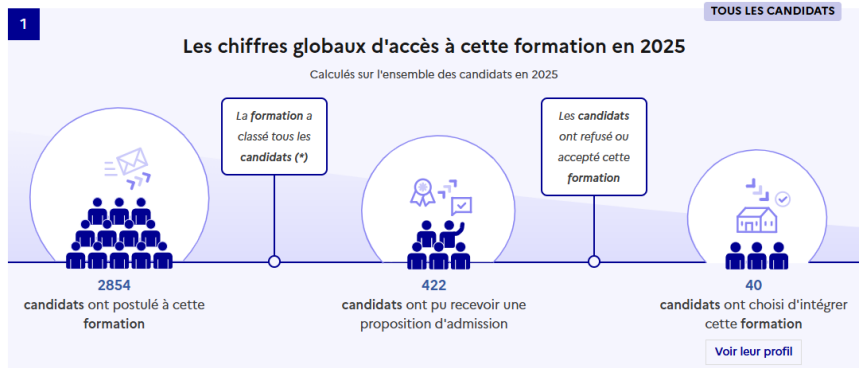 1
TOUS LES CANDIDATS
Les chiffres globaux d'accès à cette formation en 2025
Calculés sur l'ensemble des candidats en 2025
La formation a
classé tous les
candidats (*)
Les candidats
ont refusé ou
accepté cette
formation
2854
candidats ont postulé à cette
formation
422
candidats ont pu recevoir une
proposition d'admission
40
candidats ont choisi d'intégrer
cette formation
Voir leur profil